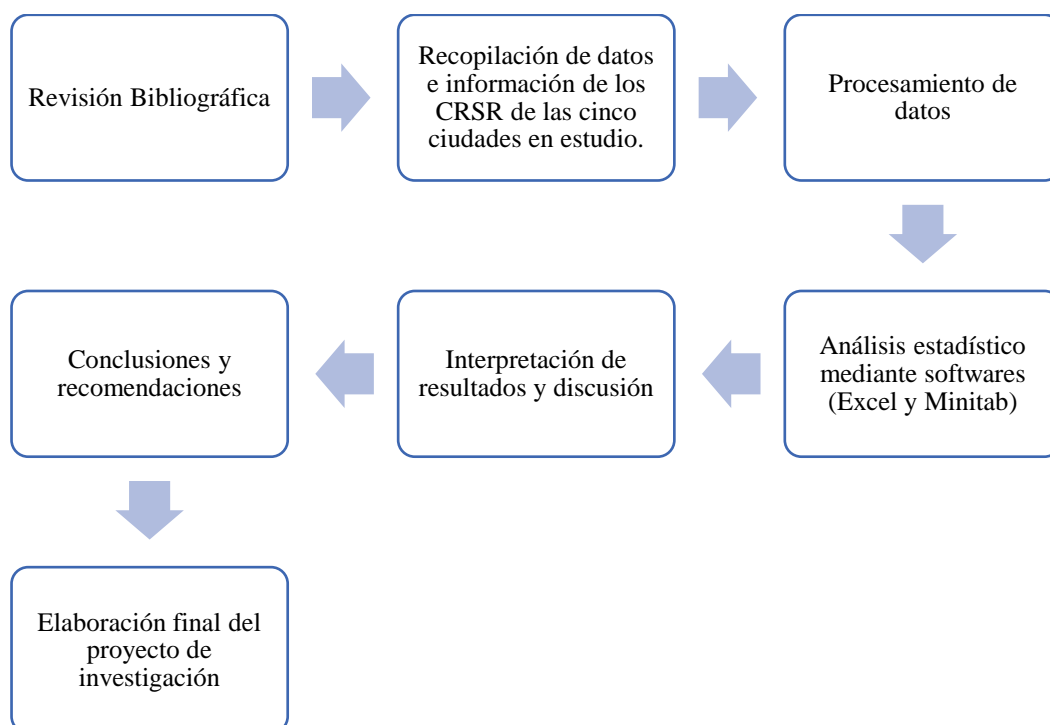 Revisión Bibliográfica
Recopilación de datos
e información de los
CRSR de las cinco
ciudades en estudio.
Procesamiento de
datos
Análisis estadístico
mediante softwares
(Excel y Minitab)
Interpretación de
resultados y discusión
Conclusiones y
recomendaciones
Elaboración final del
proyecto de
investigación